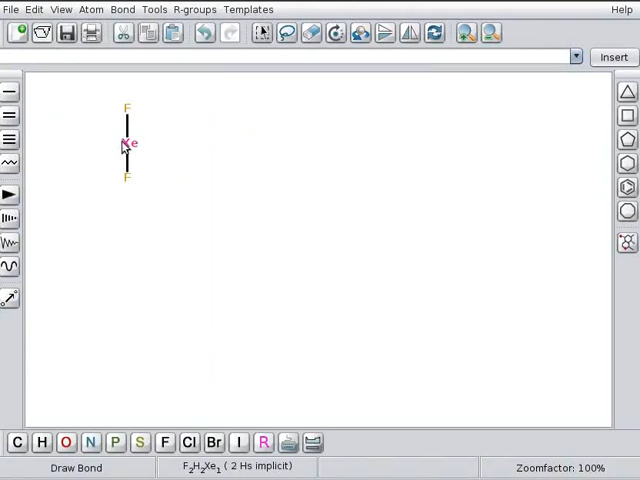 File Edit View Atom Bond Tools R-groups Templates Help
Insert
F
Xe
F
C H O N P S F Cl Br I R
Draw Bond F2H2Xe1 ( 2 Hs implicit) Zoomfactor: 100%